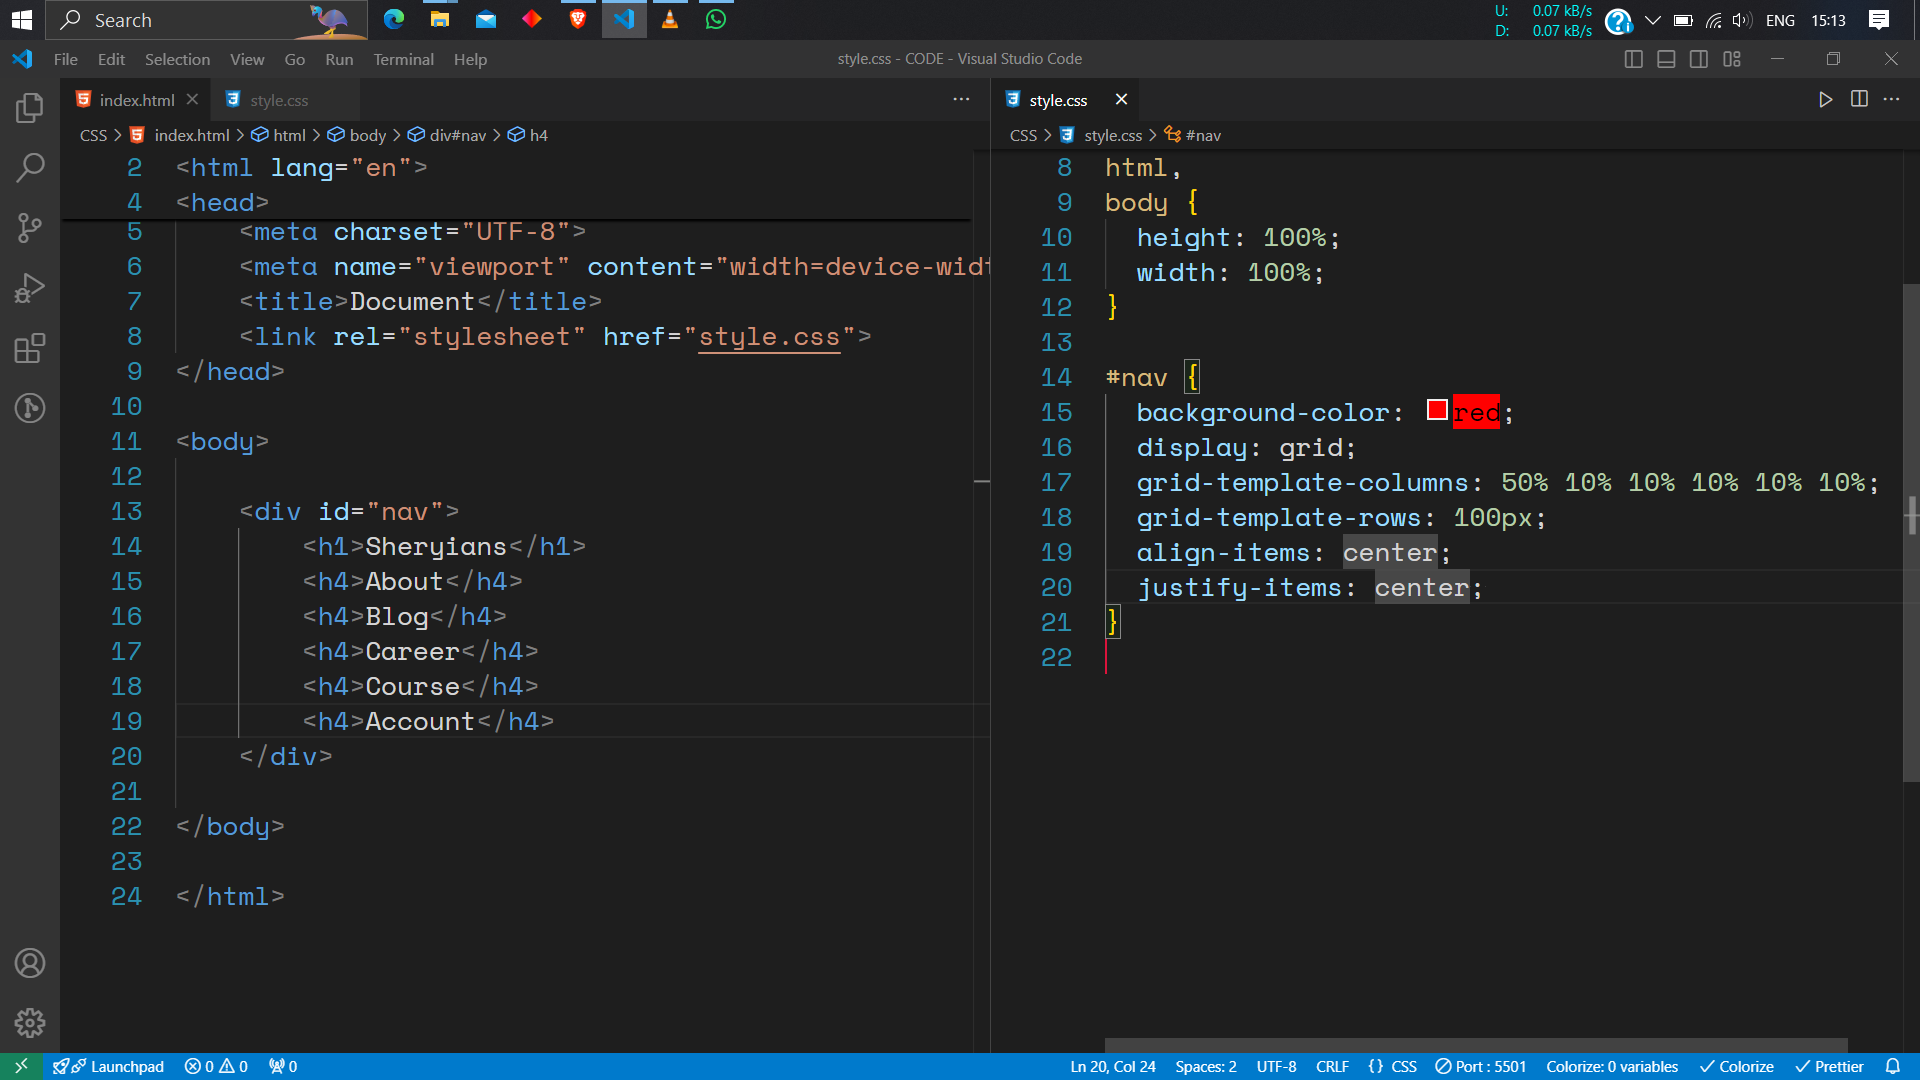 Search
U: 0.07 kB/s
D: 0.07 kB/s
ENG 15:13
File Edit Selection View Go Run Terminal Help
style.css - CODE - Visual Studio Code
index.html style.css
CSS > index.html > html > body > div#nav > h4
2 <html lang="en">
4 <head>
5 <meta charset="UTF-8">
6 <meta name="viewport" content="width=device-widt
7 <title>Document</title>
8 <link rel="stylesheet" href="style.css">
9 </head>
10
11 <body>
12
13 <div id="nav">
14 <h1>Sheryians</h1>
15 <h4>About</h4>
16 <h4>Blog</h4>
17 <h4>Career</h4>
18 <h4>Course</h4>
19 <h4>Account</h4>
20 </div>
21
22 </body>
23
24 </html>
style.css
CSS > style.css > #nav
8 html,
9 body {
10 height: 100%;
11 width: 100%;
12 }
13
14 #nav {
15 background-color: red;
16 display: grid;
17 grid-template-columns: 50% 10% 10% 10% 10% 10%;
18 grid-template-rows: 100px;
19 align-items: center;
20 justify-items: center;
21 }
22
Launchpad 0 0 0
Ln 20, Col 24 Spaces: 2 UTF-8 CRLF {} CSS Port : 5501 Colorize: 0 variables Colorize Prettier